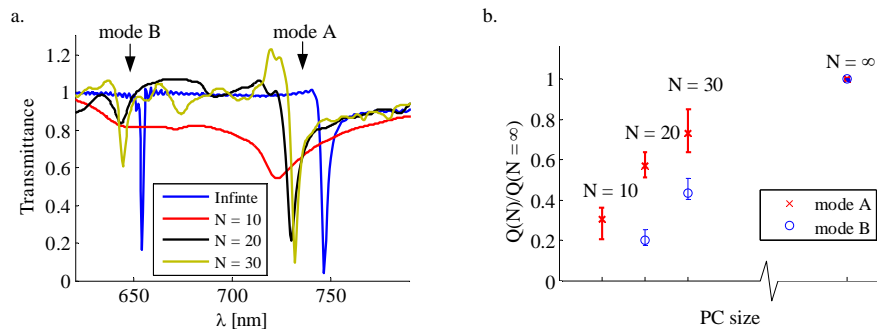 a.
mode B
mode A
Transmittance
1.2
1
0.8
0.6
0.4
0.2
0
Infinte
N = 10
N = 20
N = 30
650
700
750
λ [nm]
b.
Q(N)/Q(N = ∞)
1
0.8
0.6
0.4
0.2
0
N = 10
N = 20
N = 30
N = ∞
mode A
mode B
PC size